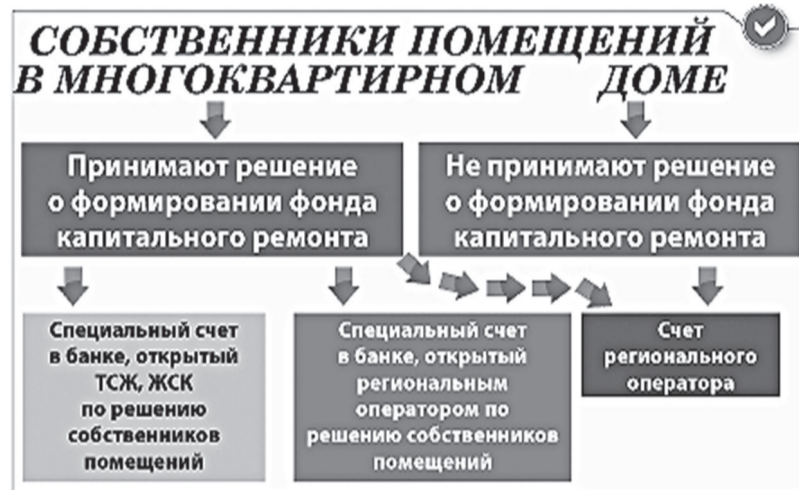 СОБСТВЕННИКИ ПОМЕЩЕНИЙ
В МНОГОКВАРТИРНОМ ДОМЕ
Принимают решение
о формировании фонда
капитального ремонта
Не принимают решение
о формировании фонда
капитального ремонта
Специальный счет
в банке, открытый
ТСЖ, ЖСК
по решению
собственников
помещений
Специальный счет
в банке, открытый
региональным
оператором по
решению собственников
помещений
Счет
регионального
оператора